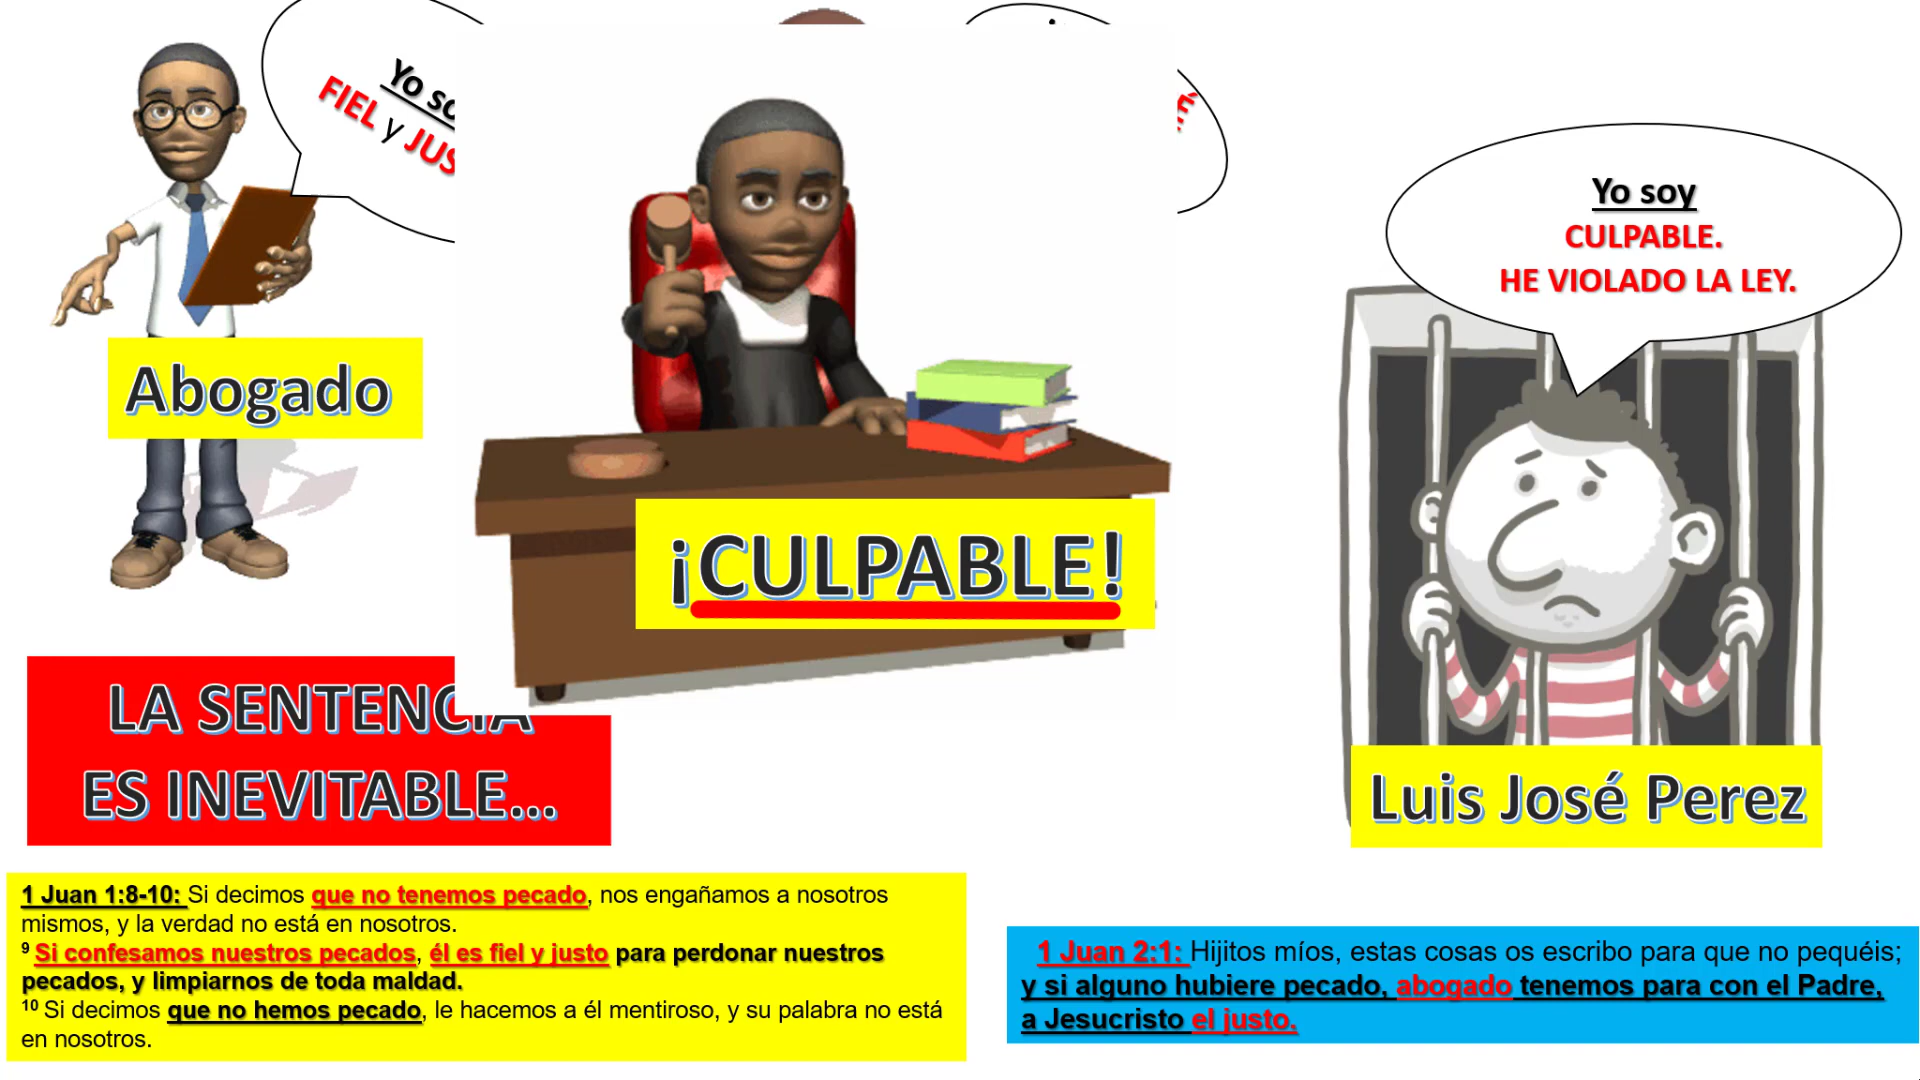 Yo
FIEL y
Yo soy
CULPABLE.
HE VIOLADO LA LEY.
Abogado
¡CULPABLE!
LA SENTENCIA
ES INEVITABLE...
Luis José Perez
1 Juan 1:8-10: Si decimos que no tenemos pecado, nos engañamos a nosotros
mismos, y la verdad no está en nosotros.
9 Si confesamos nuestros pecados, él es fiel y justo para perdonar nuestros
pecados, y limpiarnos de toda maldad.
10 Si decimos que no hemos pecado, le hacemos a él mentiroso, y su palabra no está
en nosotros.
1 Juan 2:1: Hijitos míos, estas cosas os escribo para que no pequéis;
y si alguno hubiere pecado, abogado tenemos para con el Padre,
a Jesucristo el justo.